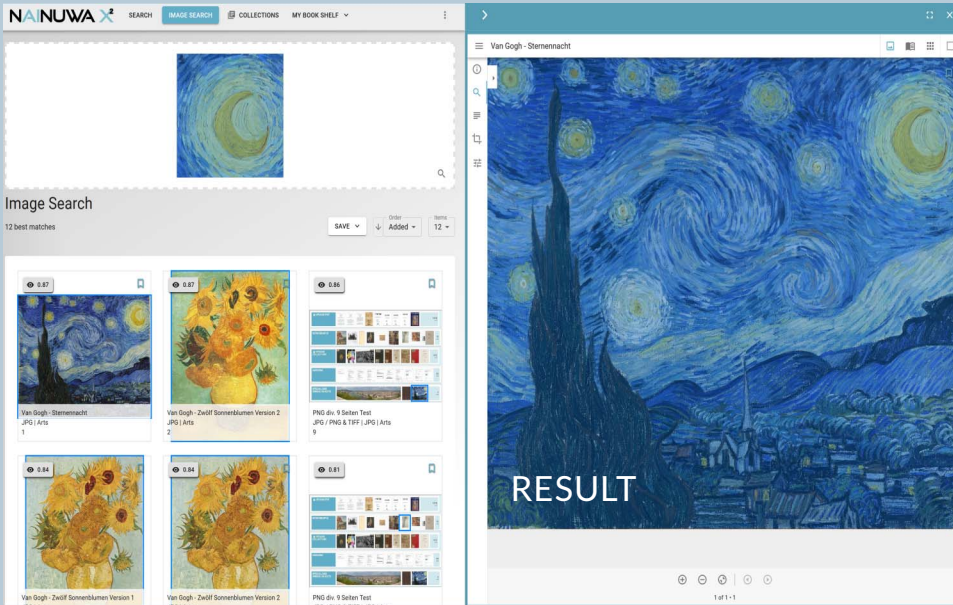 NAINUWA X²
SEARCH
IMAGE SEARCH
COLLECTIONS
MY BOOK SHELF
Image Search
12 best matches
SAVE
Order
Added
Items
12
0.87
Van Gogh - Sternennacht
JPG | Arts
1
0.87
Van Gogh - Zwölf Sonnenblumen Version 2
JPG | Arts
2
0.86
PNG div. 9 Seiten Test
JPG / PNG & TIFF | JPG | Arts
9
0.84
Van Gogh - Zwölf Sonnenblumen Version 1
0.84
Van Gogh - Zwölf Sonnenblumen Version 2
0.81
PNG div. 9 Seiten Test
Van Gogh - Sternennacht
RESULT
1 of 1 • 1